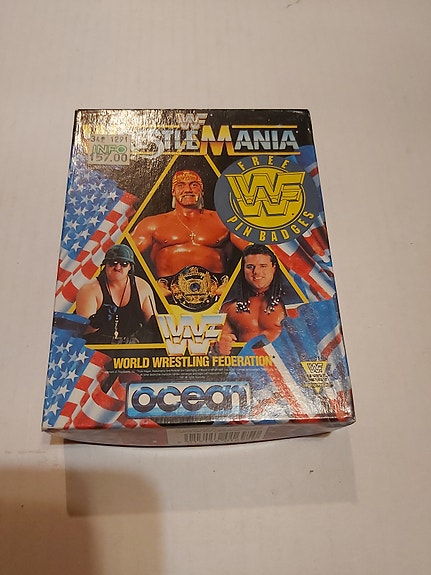 WF
STLEMANIA
INFO
157.00
FREE
WF
PIN BADGES
WF
WORLD WRESTLING FEDERATION
ocean